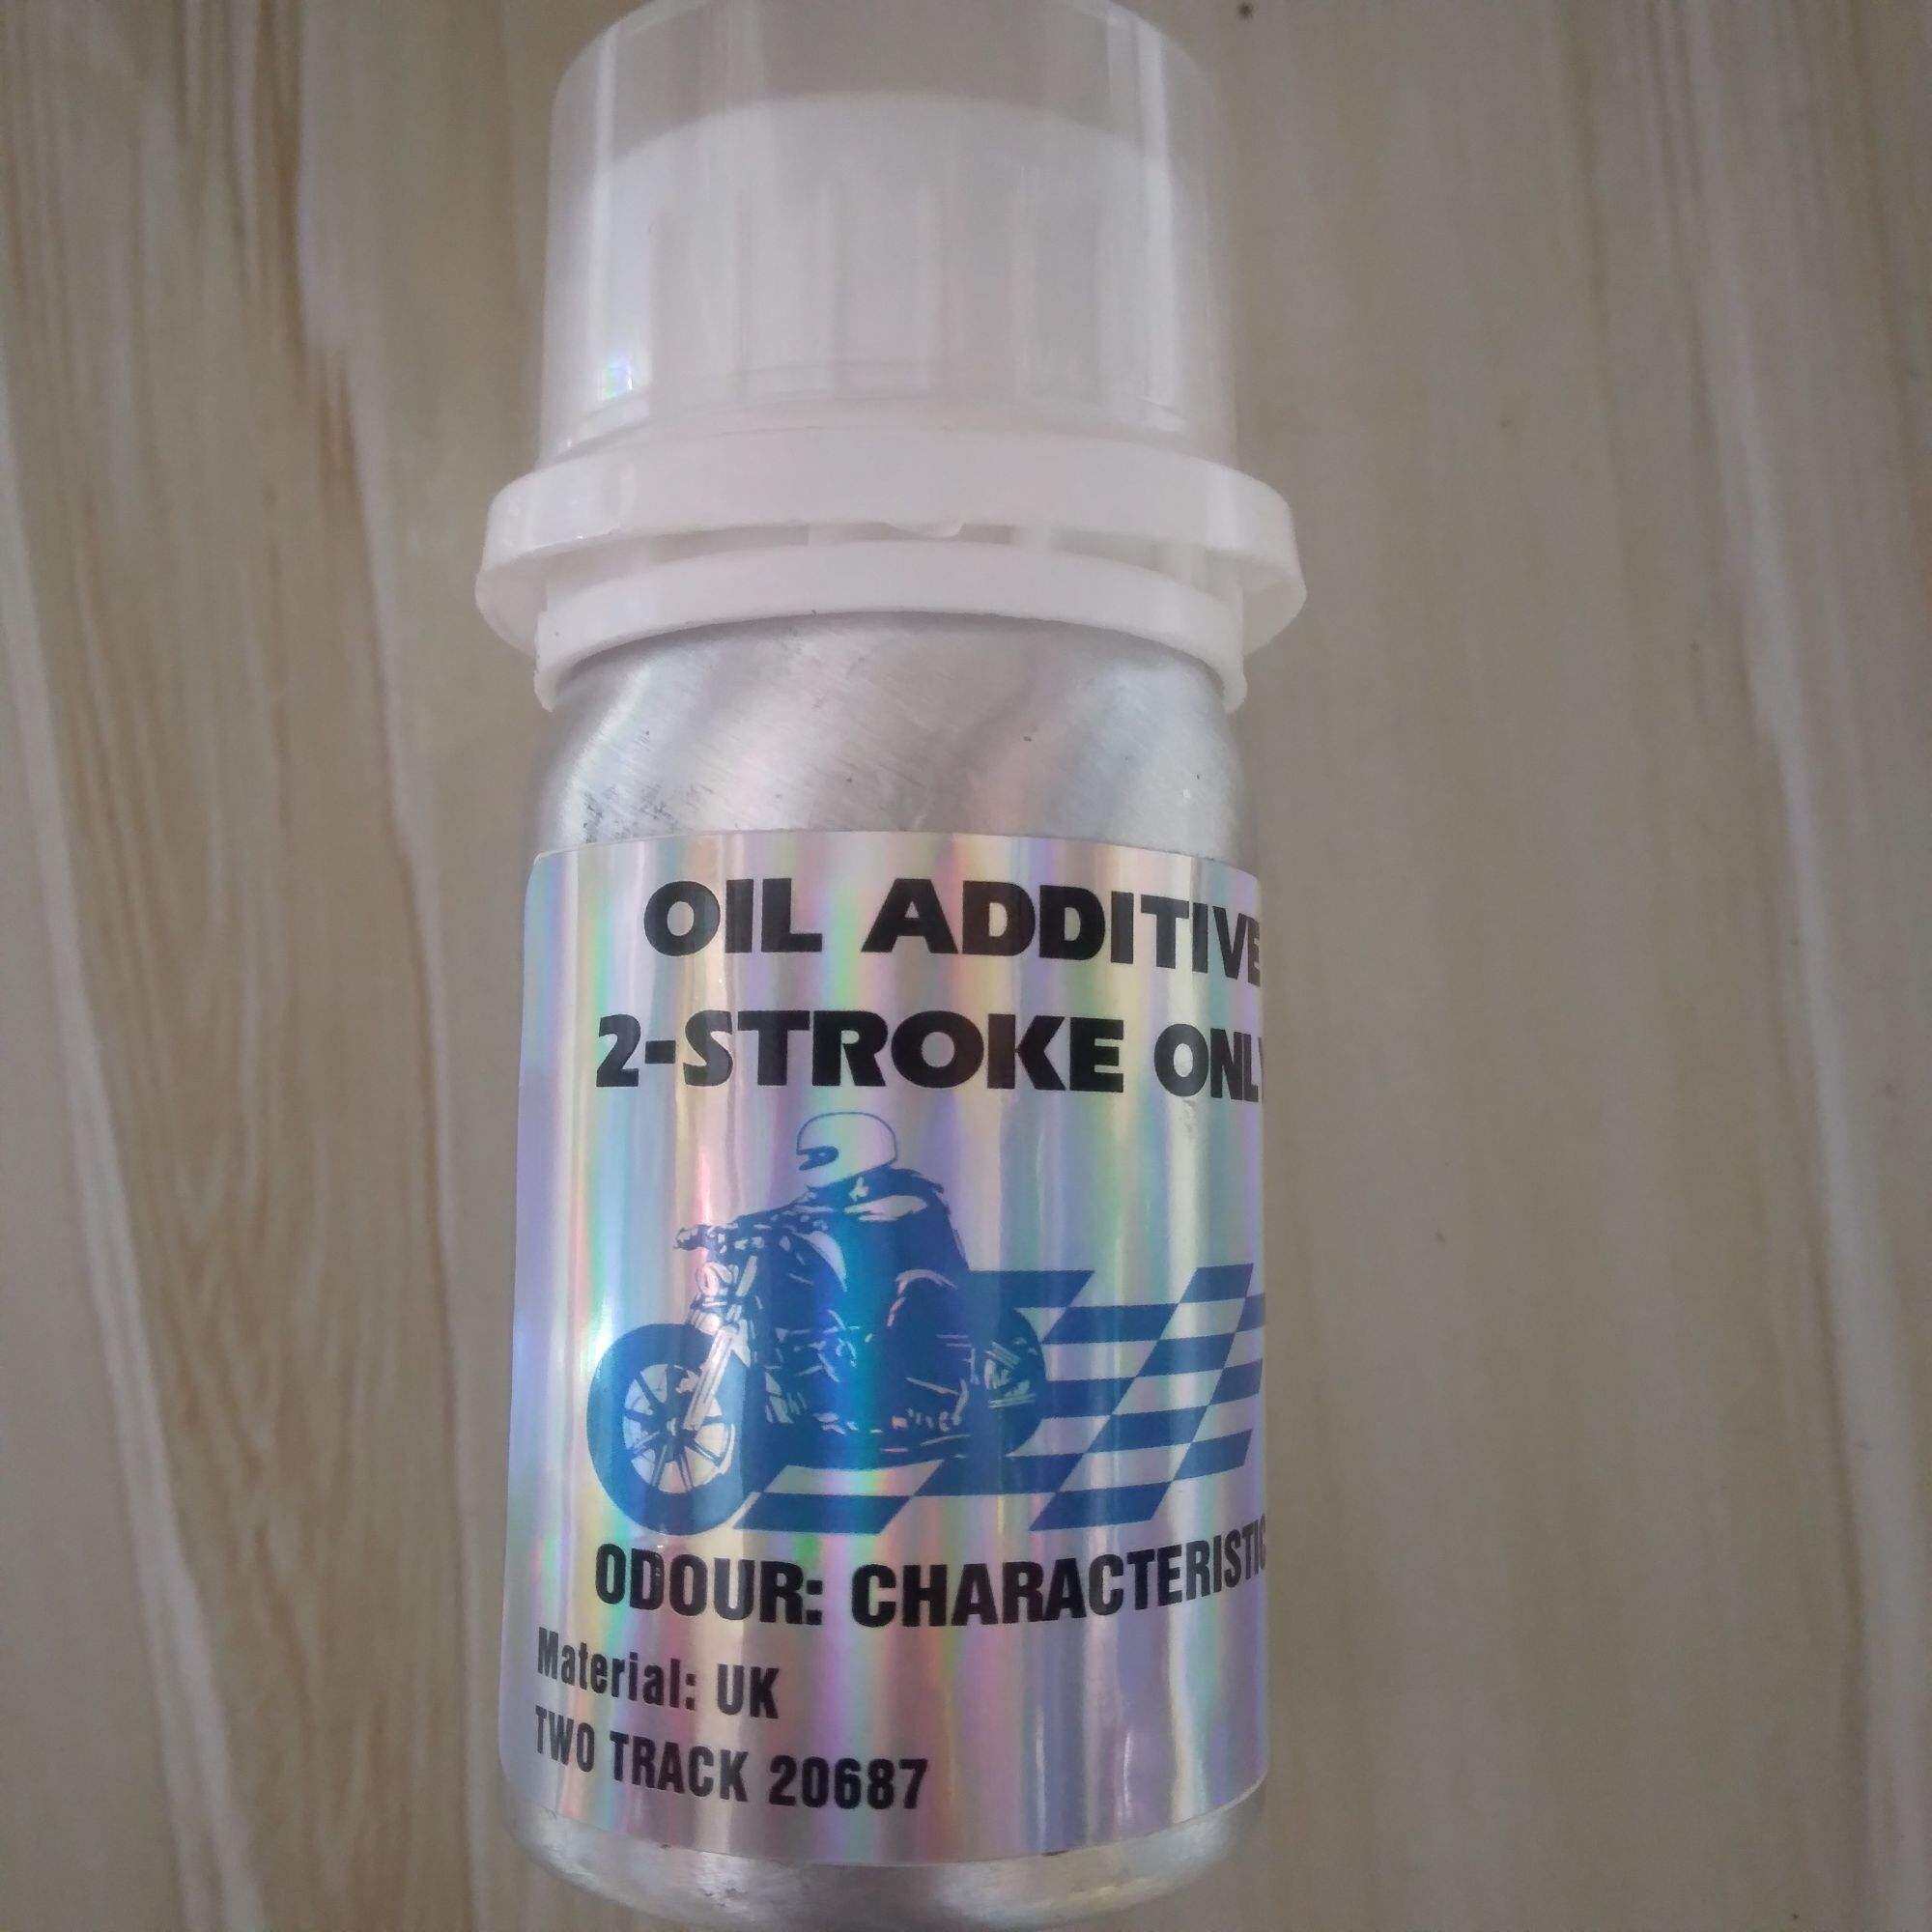 OIL ADDITIVE
2-STROKE ONLY
ODOUR: CHARACTERISTIC
Material: UK
TWO TRACK 20687